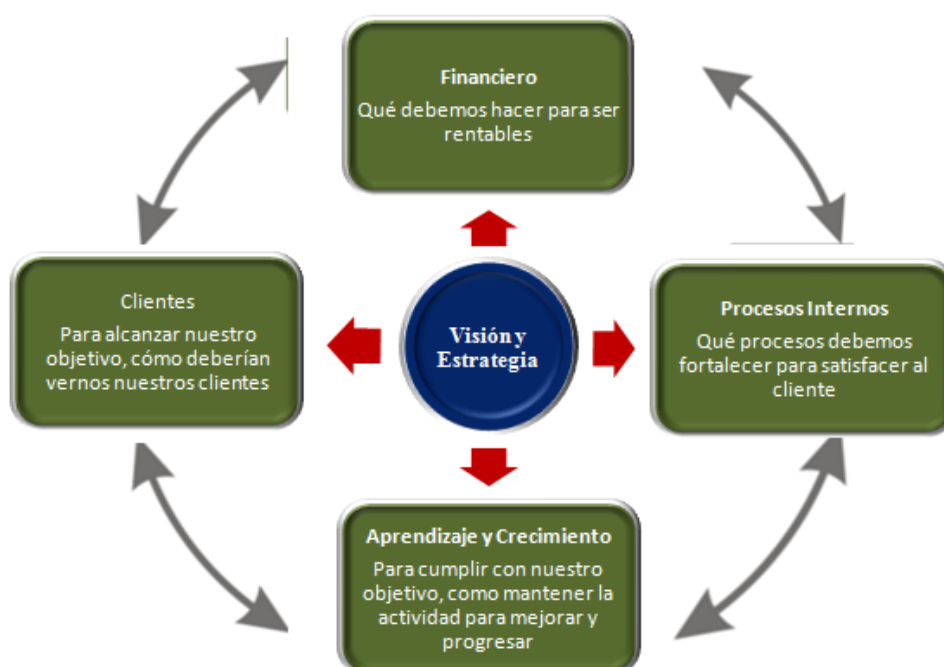 Financiero
Qué debemos hacer para ser
rentables
Clientes
Para alcanzar nuestro
objetivo, cómo deberían
vernos nuestros clientes
Visión y
Estrategia
Procesos Internos
Qué procesos debemos
fortalecer para satisfacer al
cliente
Aprendizaje y Crecimiento
Para cumplir con nuestro
objetivo, como mantener la
actividad para mejorar y
progresar